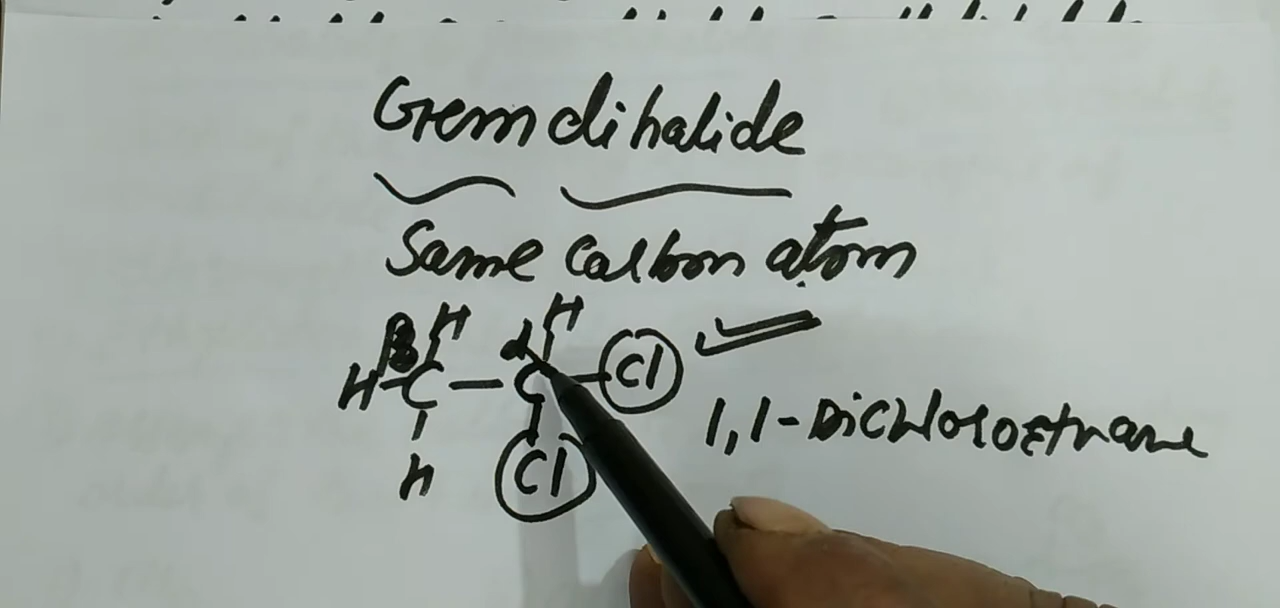 Gem dihalide
Same Carbon atom
β H α H
H-C-C-Cl
H Cl
1,1-Dichloroethane